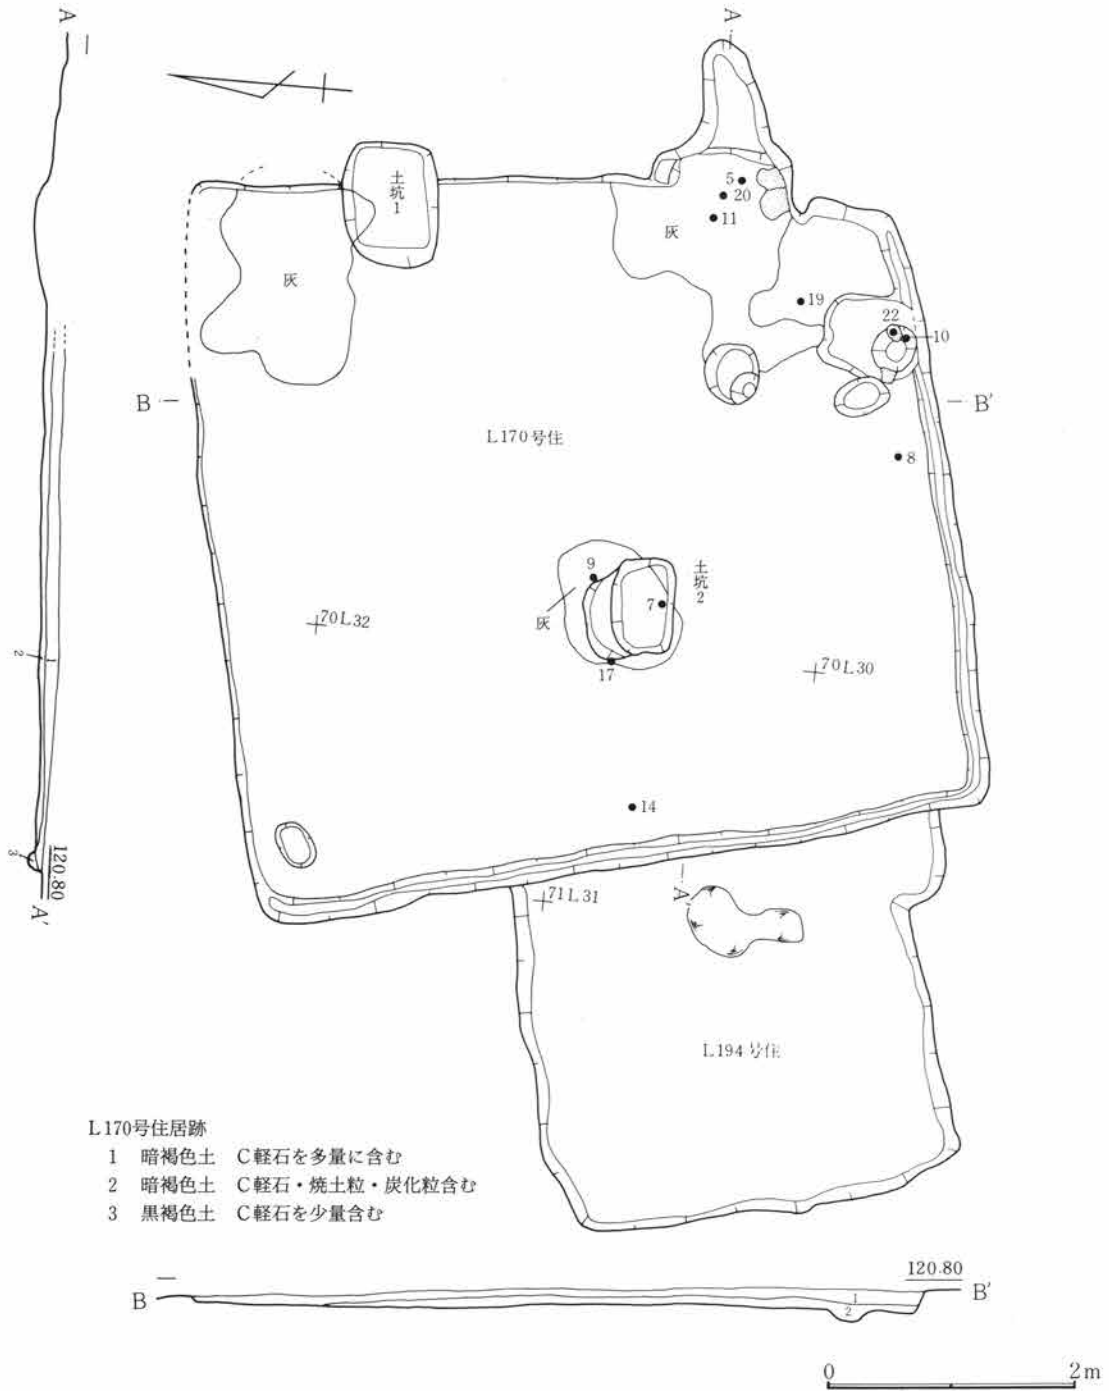 A
A
土坑1
5
20
11
灰
灰
19
22
10
B
B'
L170号住
8
9
土坑2
7
灰
70L32
17
70L30
2
1
14
3
120.80
A'
71L31
A'
L194号住
L170号住居跡
1 暗褐色土 C軽石を多量に含む
2 暗褐色土 C軽石・焼土粒・炭化粒含む
3 黒褐色土 C軽石を少量含む
120.80
B
B'
1
2
0
2m